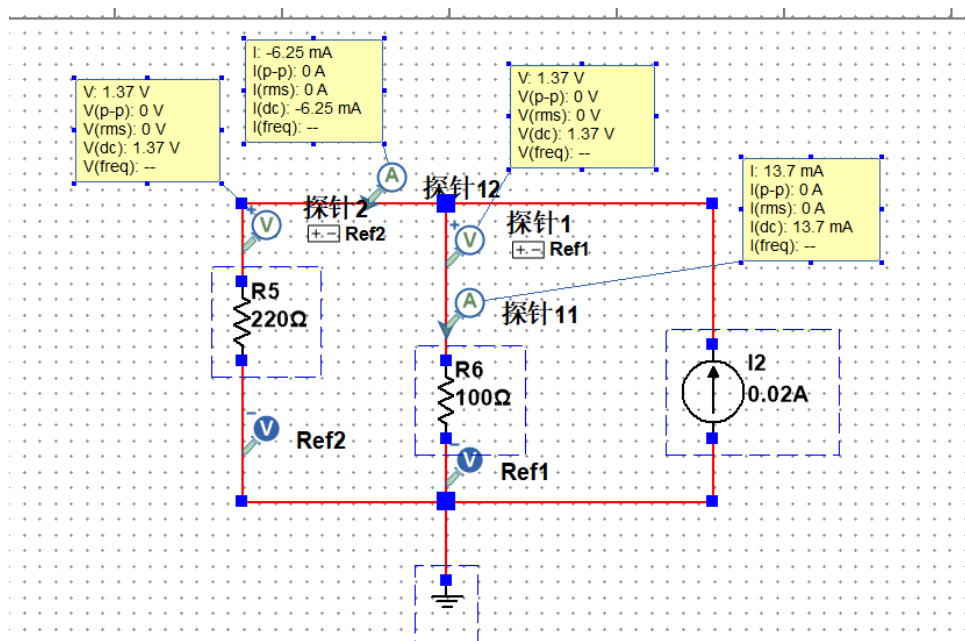 I: -6.25 mA
I(p-p): 0 A
I(rms): 0 A
I(dc): -6.25 mA
I(freq): --
V: 1.37 V
V(p-p): 0 V
V(rms): 0 V
V(dc): 1.37 V
V(freq): --
V: 1.37 V
V(p-p): 0 V
V(rms): 0 V
V(dc): 1.37 V
V(freq): --
I: 13.7 mA
I(p-p): 0 A
I(rms): 0 A
I(dc): 13.7 mA
I(freq): --
A
探针12
探针2
+ V
+.- Ref2
探针1
+ V
+.- Ref1
A
探针11
R5
220Ω
R6
100Ω
I2
0.02A
- V
Ref2
- V
Ref1